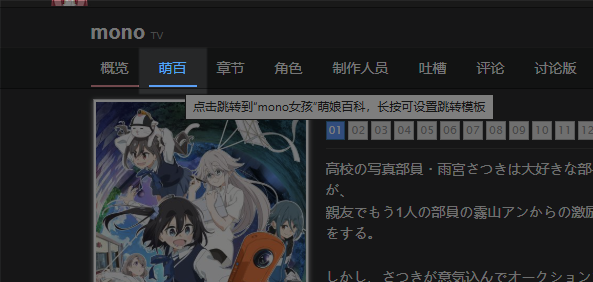 mono TV
概览 萌百 章节 角色 制作人员 吐槽 评论 讨论版
点击跳转到"mono女孩"萌娘百科，长按可设置跳转模板
01 02 03 04 05 06 07 08 09 10 11 12
高校の写真部員・雨宮さつきは大好きな部
が、
親友でもう1人の部員の霧山アンからの激励
をする。
しかし、さつきが意気込んでオークション